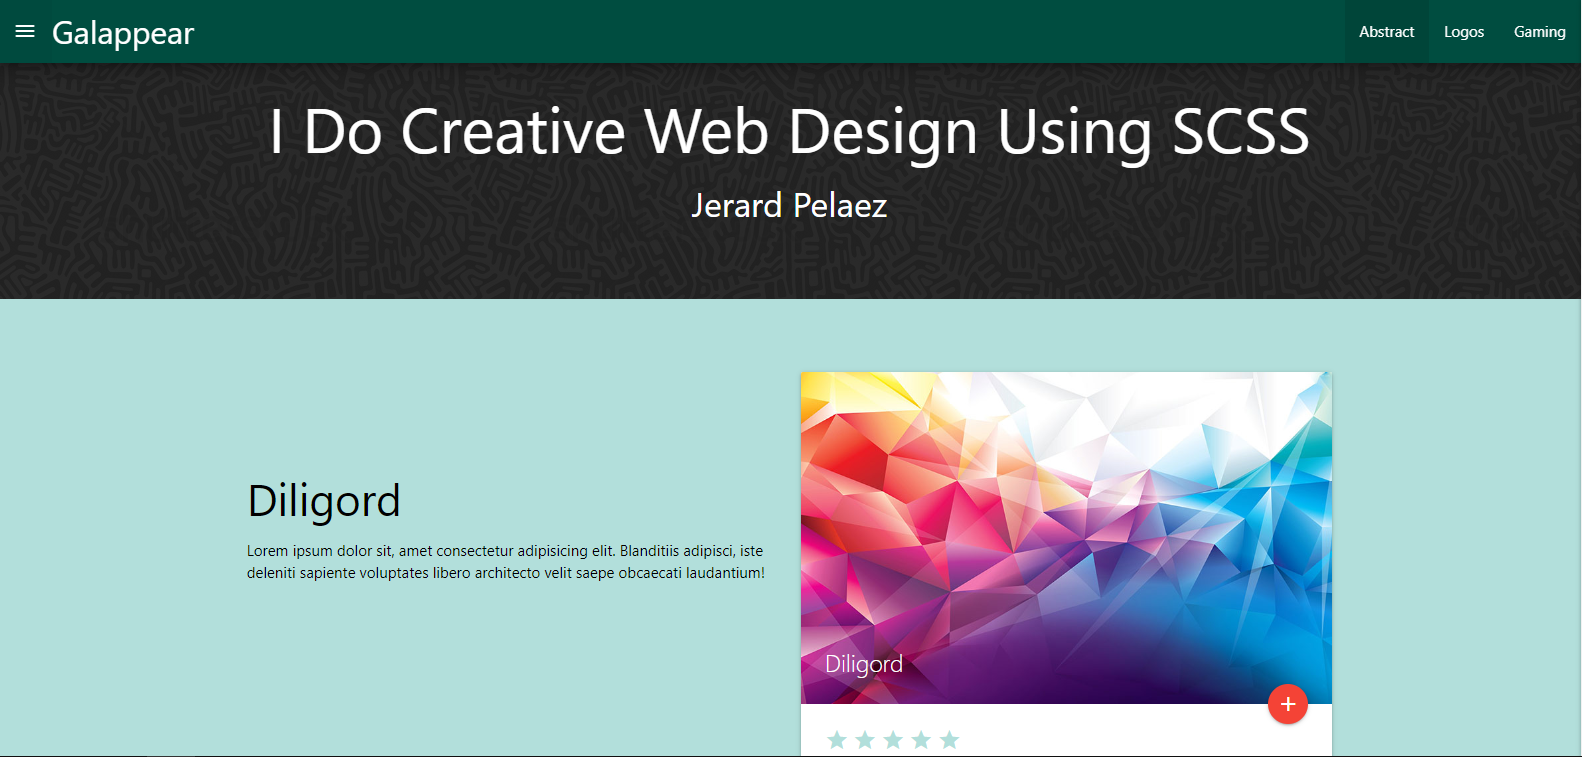 Galappear
Abstract
Logos
Gaming
I Do Creative Web Design Using SCSS
Jerard Pelaez
Diligord
Lorem ipsum dolor sit, amet consectetur adipisicing elit. Blanditiis adipisci, iste
deleniti sapiente voluptates libero architecto velit saepe obcaecati laudantium!
Diligord